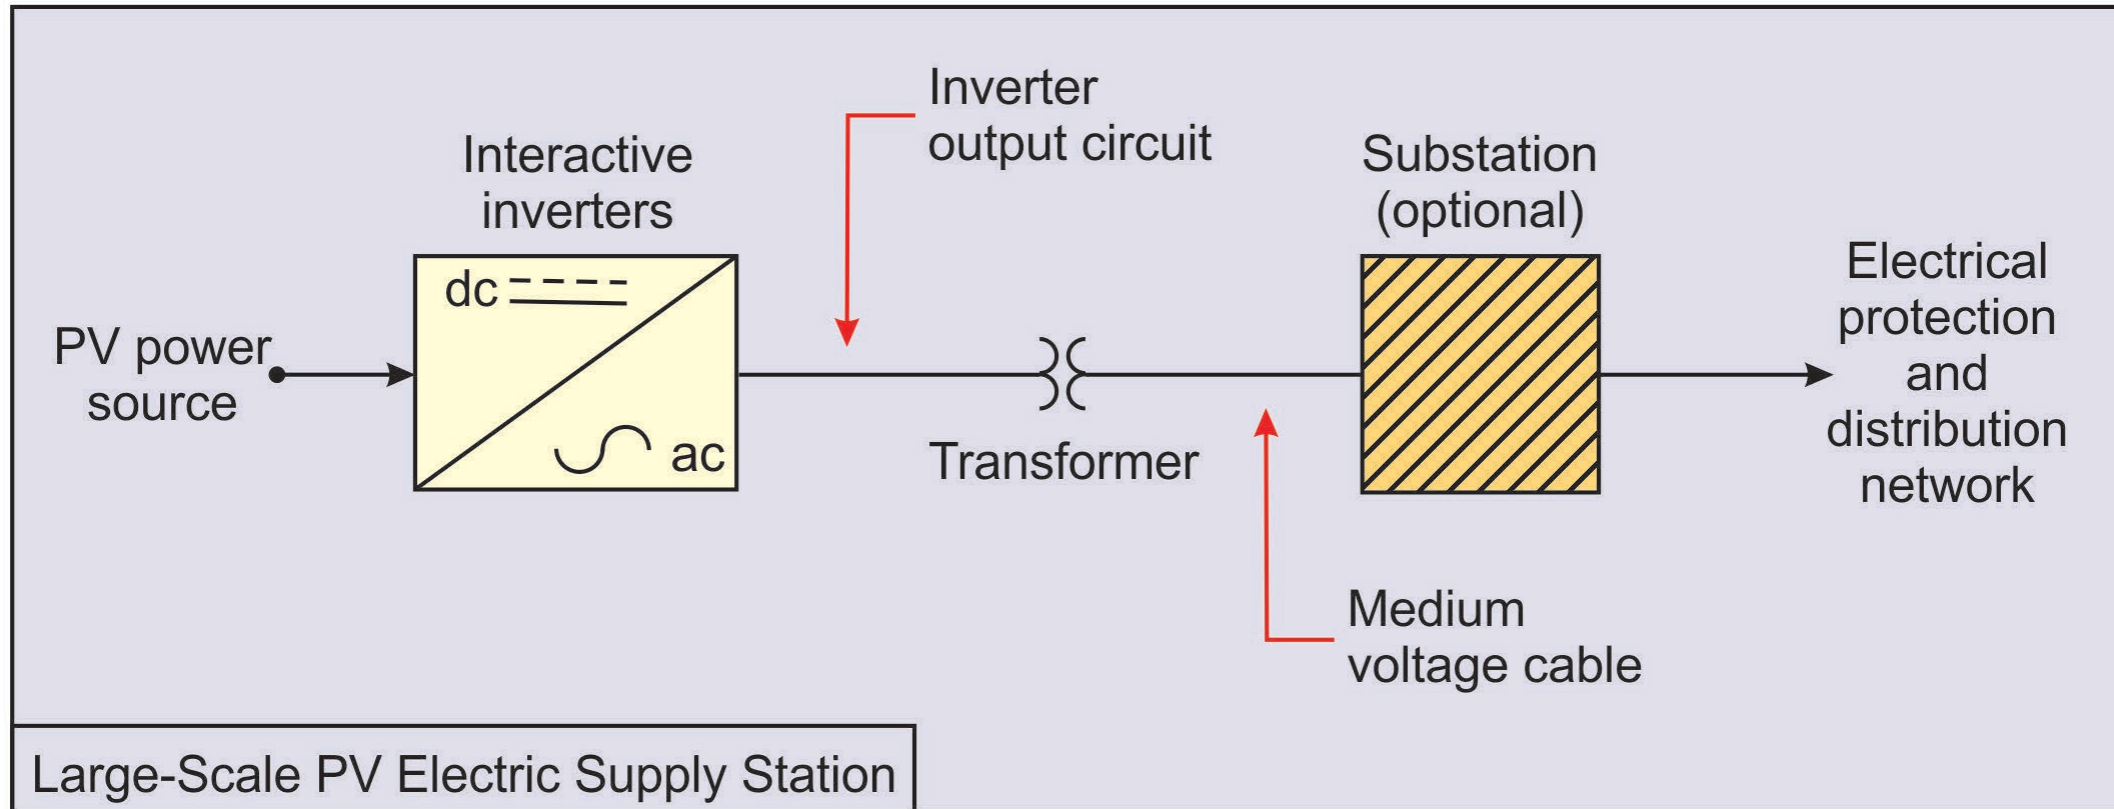 Inverter
output circuit
Interactive
inverters
Substation
(optional)
dc
ac
PV power
source
Transformer
Electrical
protection
and
distribution
network
Medium
voltage cable
Large-Scale PV Electric Supply Station